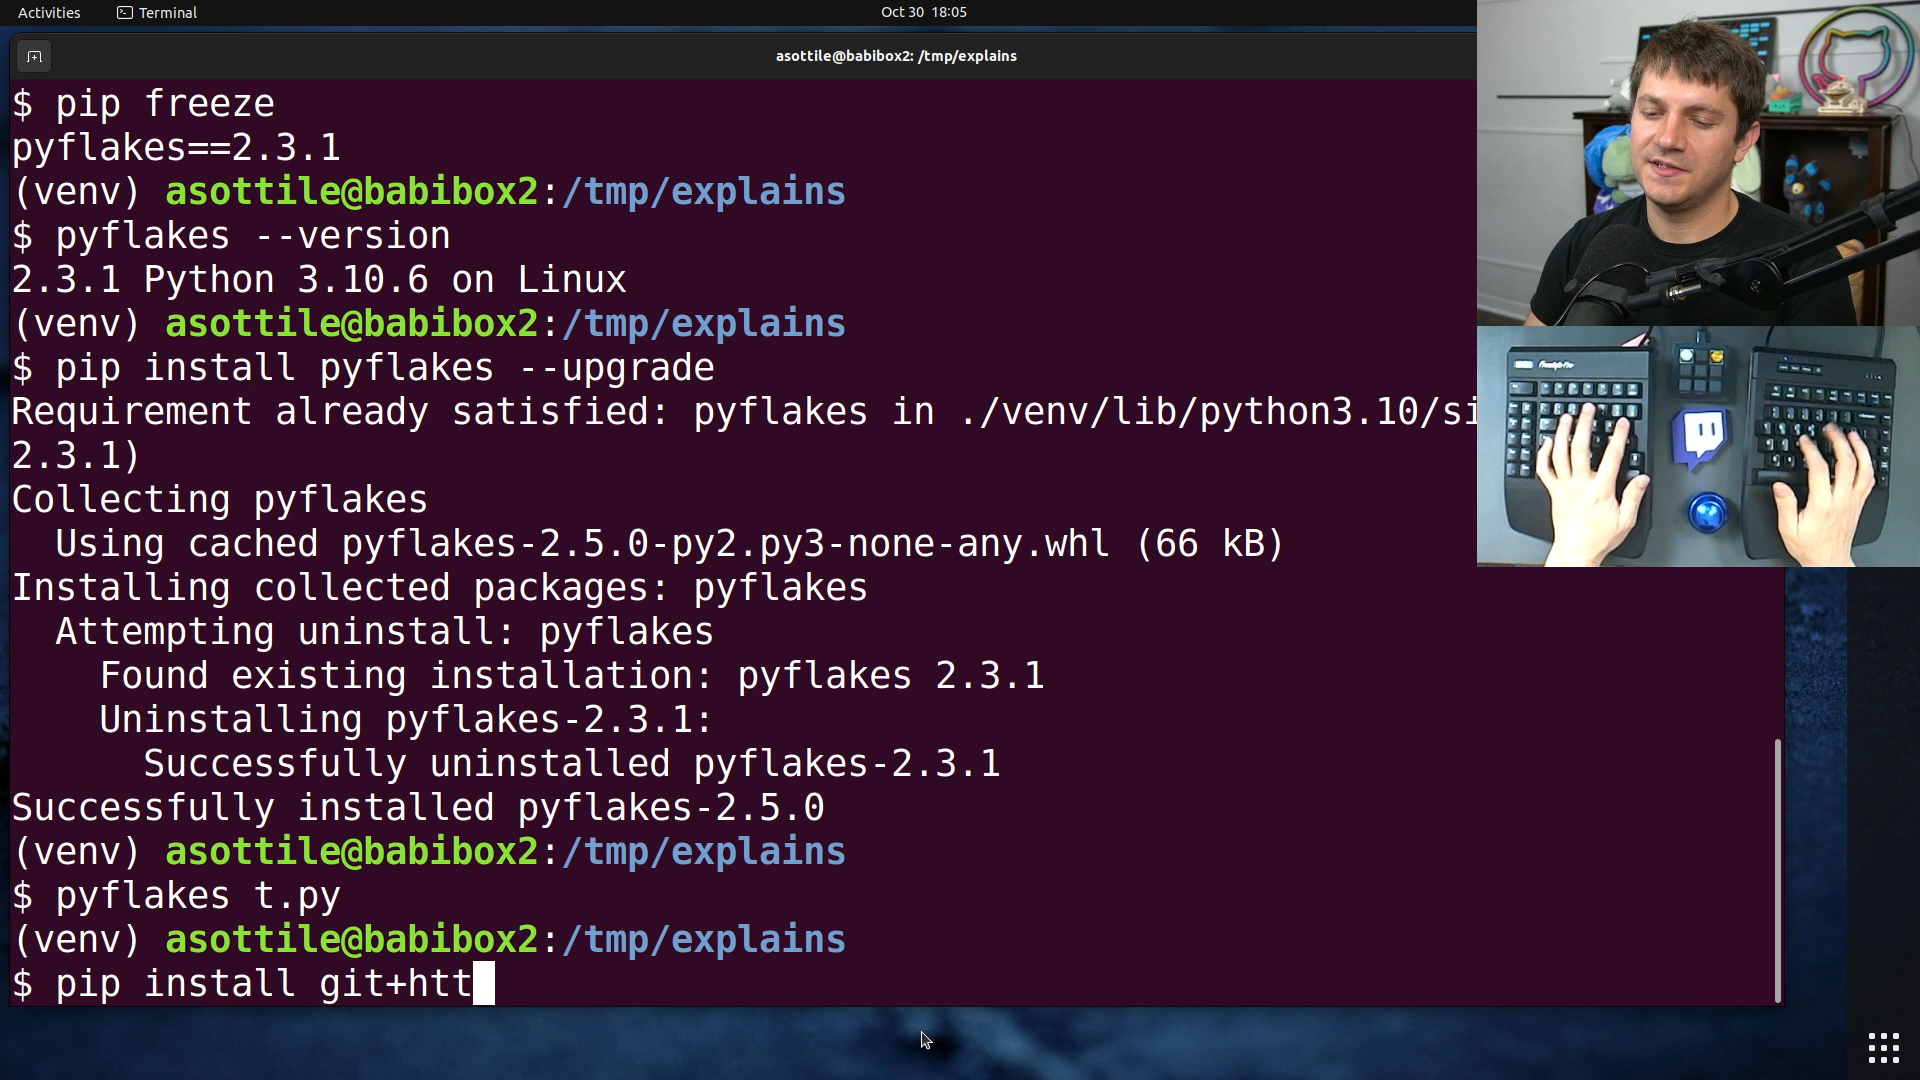 Activities
Terminal
Oct 30 18:05
asottile@babibox2: /tmp/explains
$ pip freeze
pyflakes==2.3.1
(venv) asottile@babibox2:/tmp/explains
$ pyflakes --version
2.3.1 Python 3.10.6 on Linux
(venv) asottile@babibox2:/tmp/explains
$ pip install pyflakes --upgrade
Requirement already satisfied: pyflakes in ./venv/lib/python3.10/si
2.3.1)
Collecting pyflakes
Using cached pyflakes-2.5.0-py2.py3-none-any.whl (66 kB)
Installing collected packages: pyflakes
Attempting uninstall: pyflakes
Found existing installation: pyflakes 2.3.1
Uninstalling pyflakes-2.3.1:
Successfully uninstalled pyflakes-2.3.1
Successfully installed pyflakes-2.5.0
(venv) asottile@babibox2:/tmp/explains
$ pyflakes t.py
(venv) asottile@babibox2:/tmp/explains
$ pip install git+htt